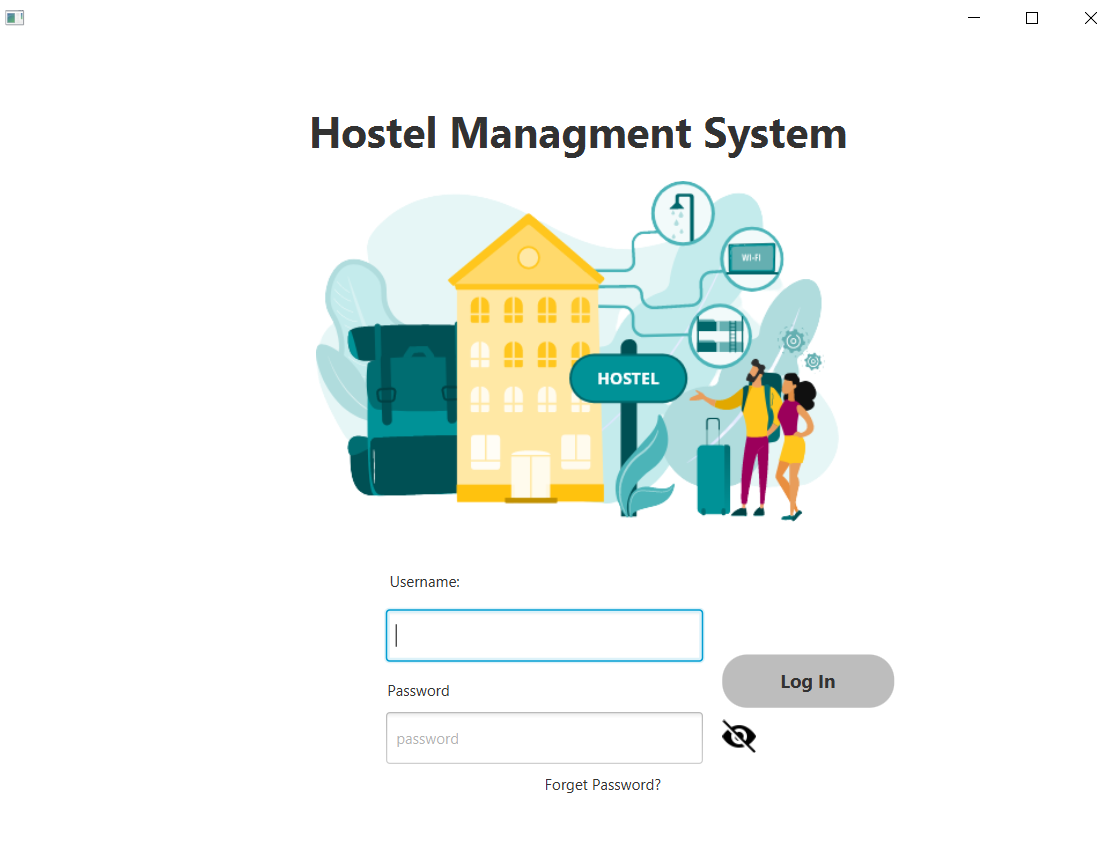 Hostel Managment System
WI-FI
HOSTEL
Username:
Log In
Password
password
Forget Password?